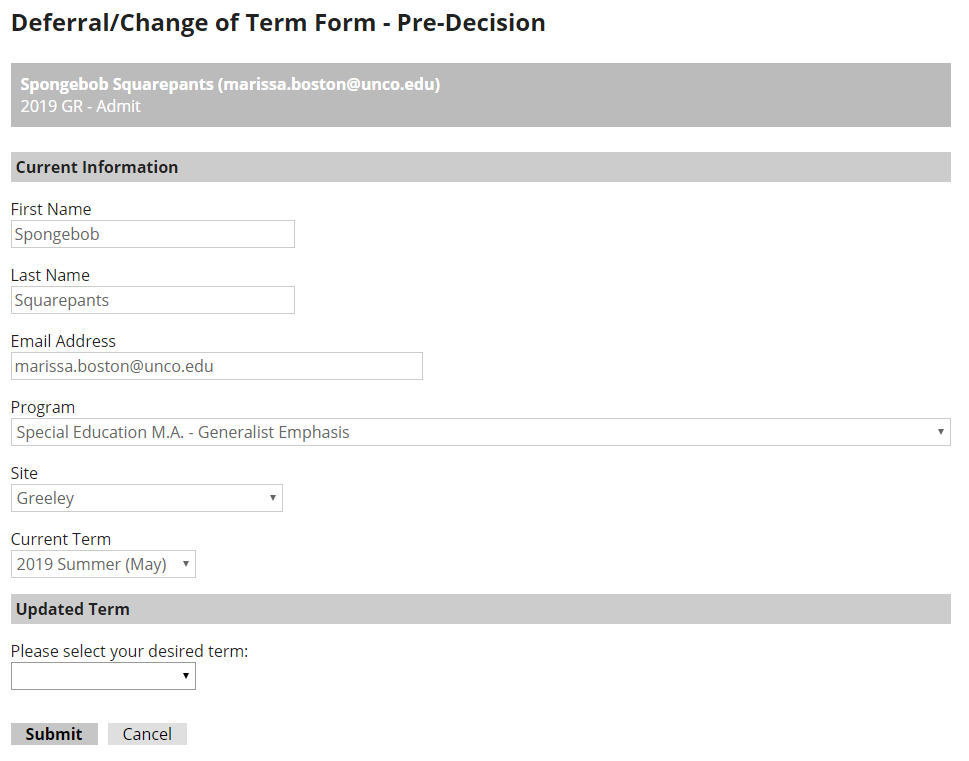 Deferral/Change of Term Form - Pre-Decision
Spongebob Squarepants (marissa.boston@unco.edu)
2019 GR - Admit
Current Information
First Name
Spongebob
Last Name
Squarepants
Email Address
marissa.boston@unco.edu
Program
Special Education M.A. - Generalist Emphasis
Site
Greeley
Current Term
2019 Summer (May)
Updated Term
Please select your desired term:
Submit Cancel